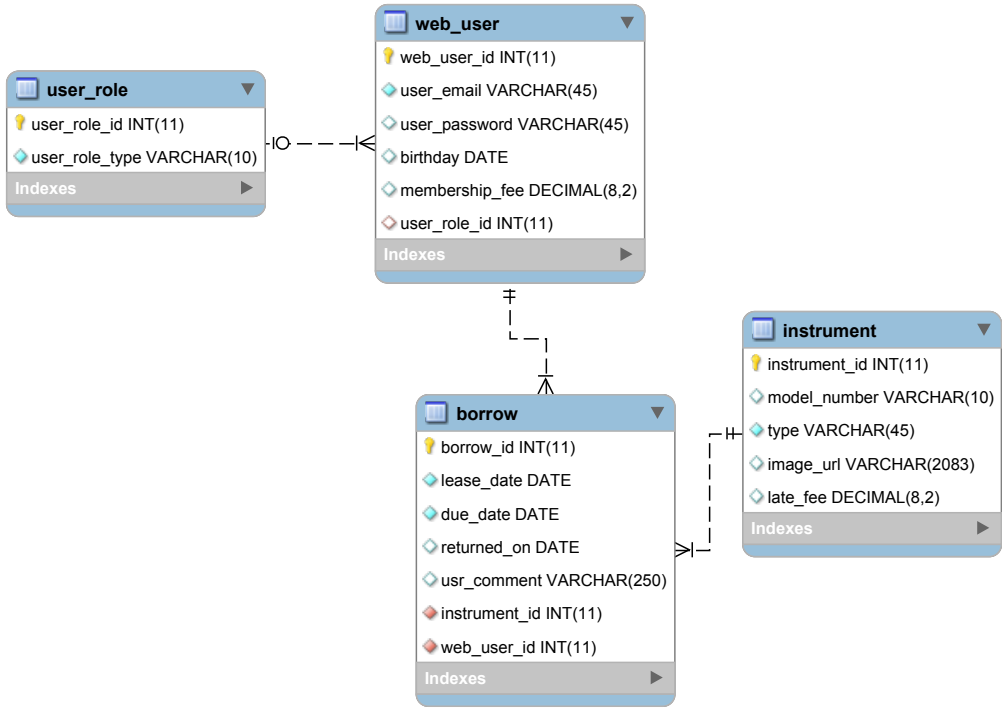 user_role
user_role_id INT(11)
user_role_type VARCHAR(10)
Indexes
web_user
web_user_id INT(11)
user_email VARCHAR(45)
user_password VARCHAR(45)
birthday DATE
membership_fee DECIMAL(8,2)
user_role_id INT(11)
Indexes
borrow
borrow_id INT(11)
lease_date DATE
due_date DATE
returned_on DATE
usr_comment VARCHAR(250)
instrument_id INT(11)
web_user_id INT(11)
Indexes
instrument
instrument_id INT(11)
model_number VARCHAR(10)
type VARCHAR(45)
image_url VARCHAR(2083)
late_fee DECIMAL(8,2)
Indexes